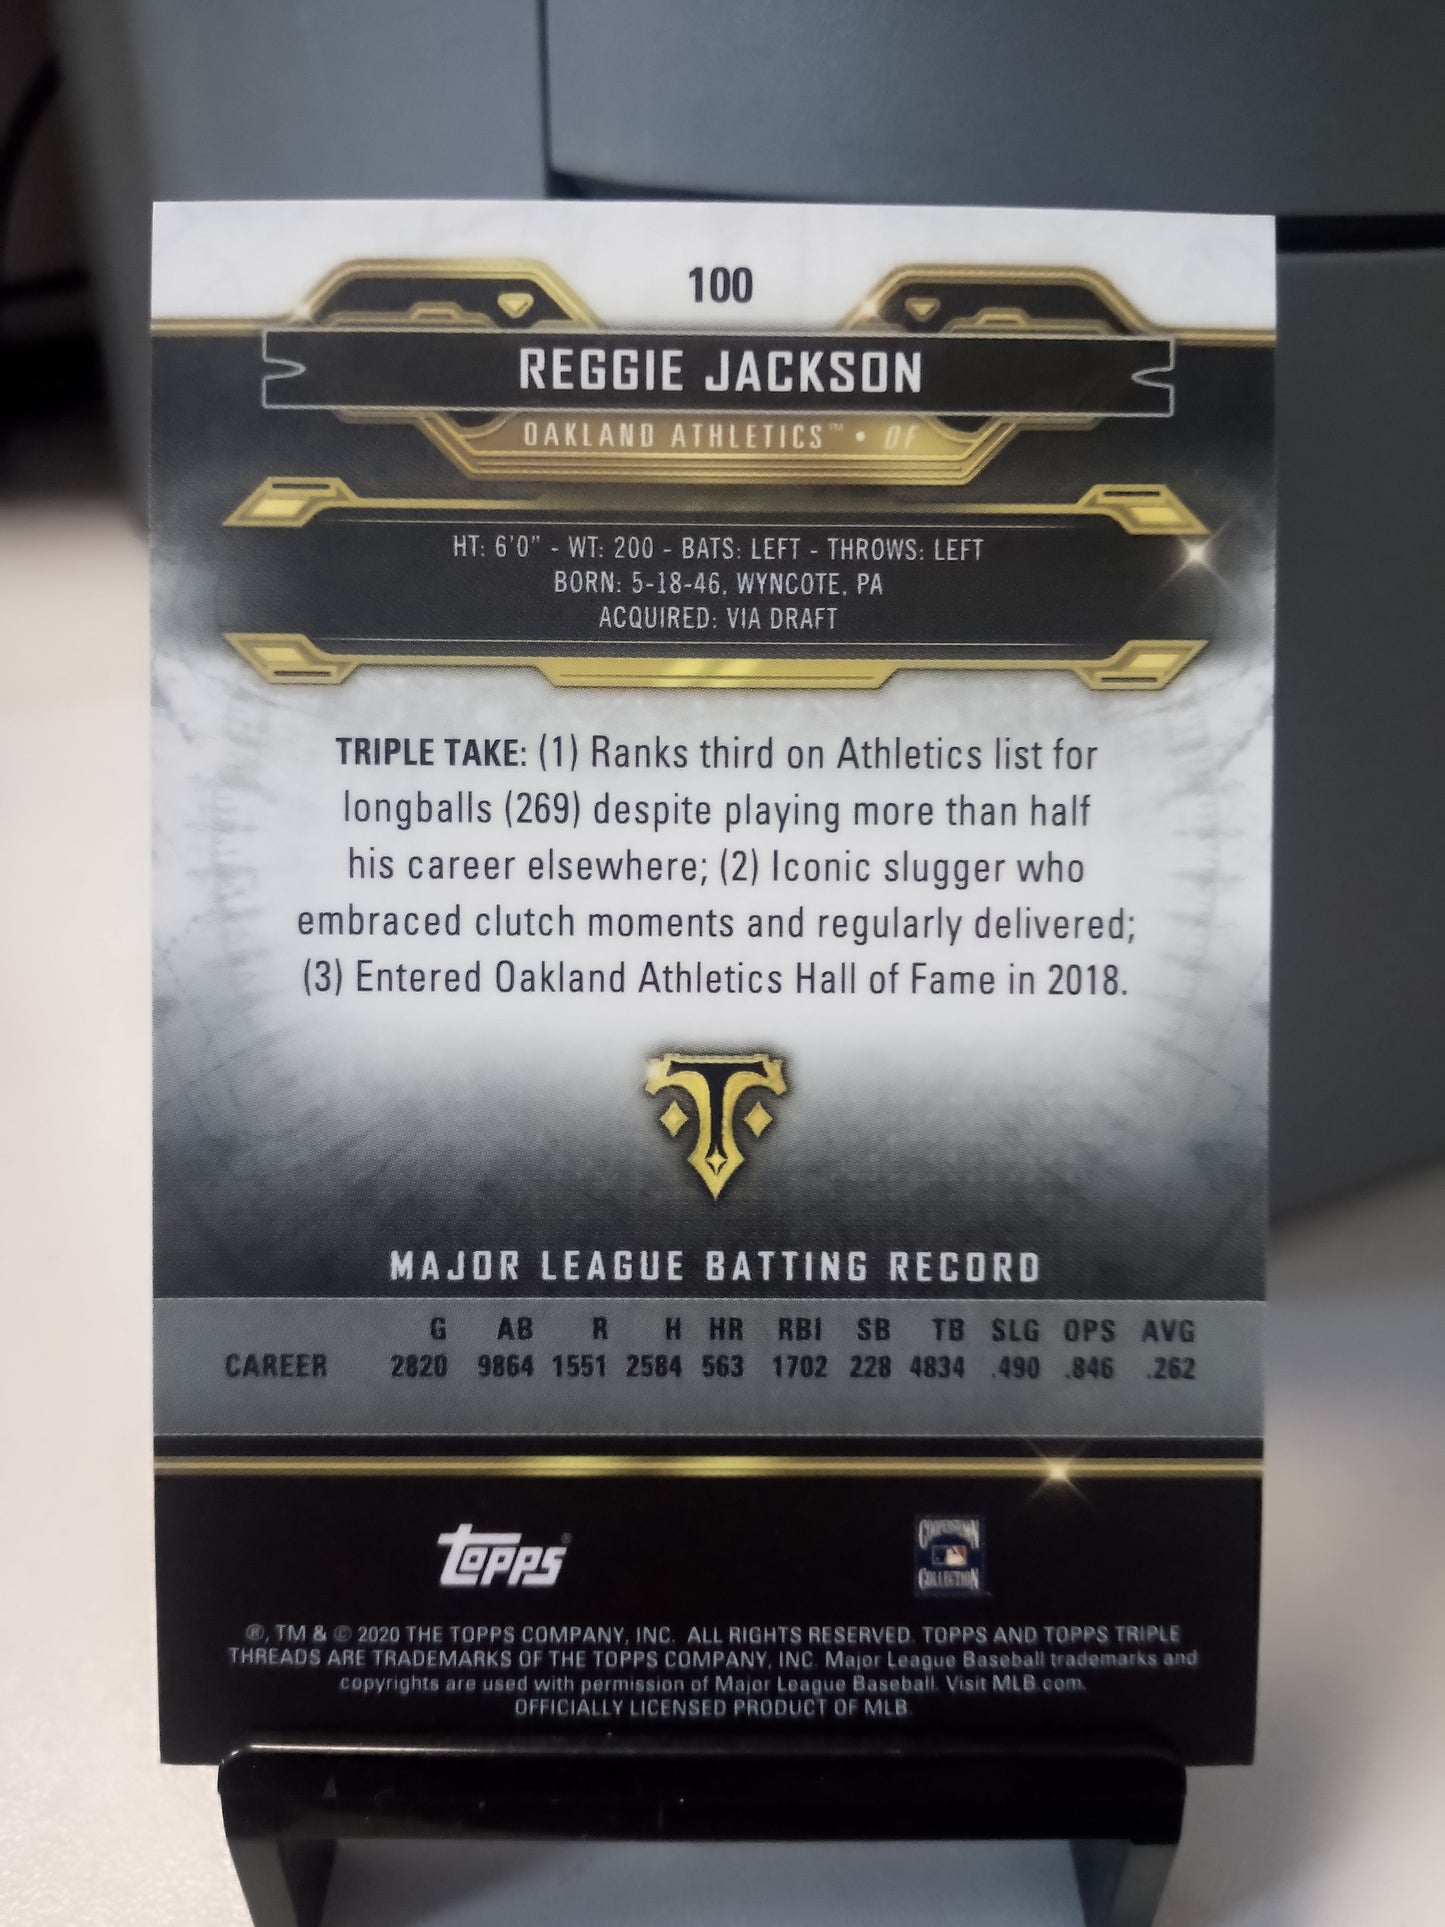 100
REGGIE JACKSON
OAKLAND ATHLETICS™ • OF
HT: 6'0" - WT: 200 - BATS: LEFT - THROWS: LEFT
BORN: 5-18-46, WYNCOTE, PA
ACQUIRED: VIA DRAFT
TRIPLE TAKE: (1) Ranks third on Athletics list for
longballs (269) despite playing more than half
his career elsewhere; (2) Iconic slugger who
embraced clutch moments and regularly delivered;
(3) Entered Oakland Athletics Hall of Fame in 2018.
MAJOR LEAGUE BATTING RECORD
G AB R H HR RBI SB TB SLG OPS AVG
CAREER 2820 9864 1551 2584 563 1702 228 4834 .490 .846 .262
topps®
COOPERSTOWN
COLLECTION
®, TM & © 2020 THE TOPPS COMPANY, INC. ALL RIGHTS RESERVED. TOPPS AND TOPPS TRIPLE
THREADS ARE TRADEMARKS OF THE TOPPS COMPANY, INC. Major League Baseball trademarks and
copyrights are used with permission of Major League Baseball. Visit MLB.com.
OFFICIALLY LICENSED PRODUCT OF MLB.